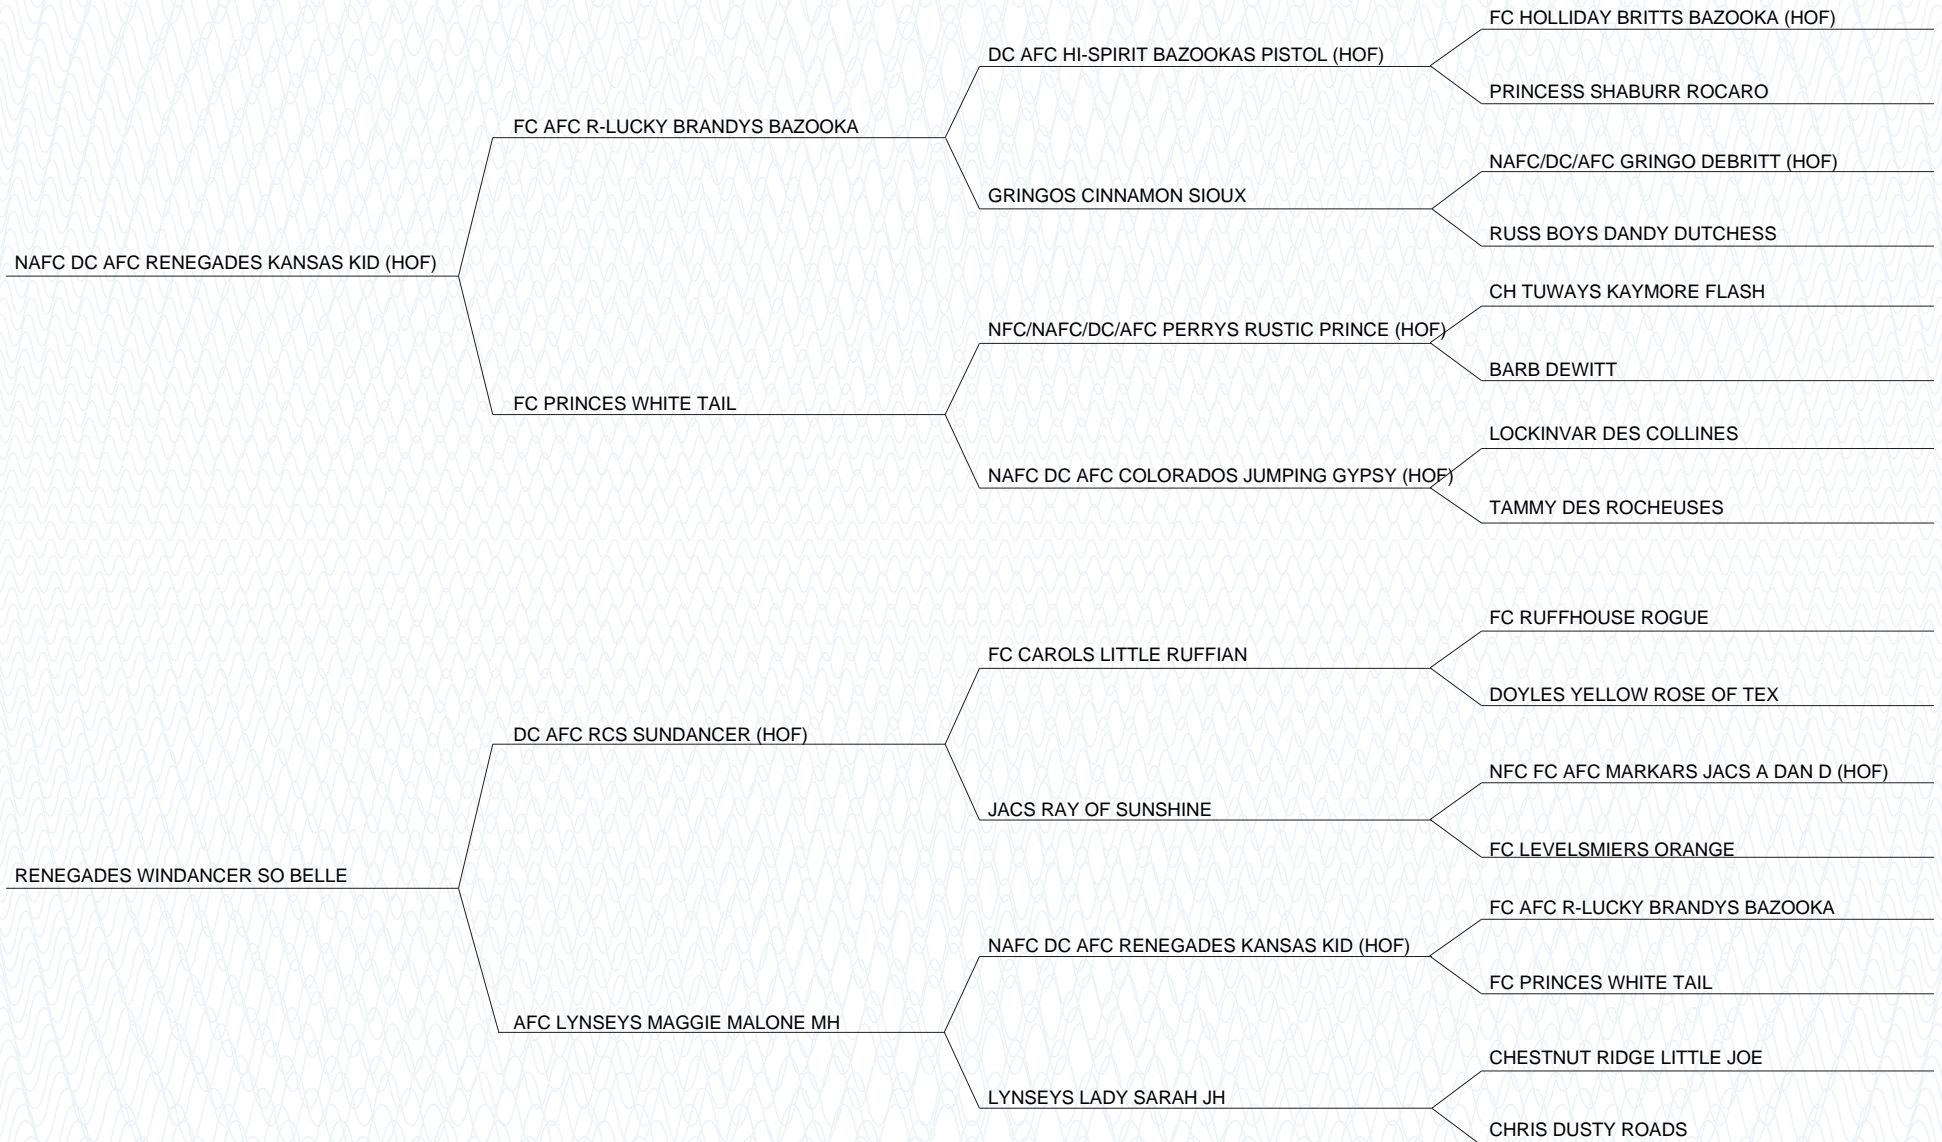 FC HOLLIDAY BRITTS BAZOOKA (HOF)
DC AFC HI-SPIRIT BAZOOKAS PISTOL (HOF)
PRINCESS SHABURR ROCARO
FC AFC R-LUCKY BRANDYS BAZOOKA
NAFC/DC/AFC GRINGO DEBRITT (HOF)
GRINGOS CINNAMON SIOUX
RUSS BOYS DANDY DUTCHESS
NAFC DC AFC RENEGADES KANSAS KID (HOF)
CH TUWAYS KAYMORE FLASH
NFC/NAFC/DC/AFC PERRYS RUSTIC PRINCE (HOF)
BARB DEWITT
FC PRINCES WHITE TAIL
LOCKINVAR DES COLLINES
NAFC DC AFC COLORADOS JUMPING GYPSY (HOF)
TAMMY DES ROCHEUSES
FC RUFFHOUSE ROGUE
FC CAROLS LITTLE RUFFIAN
DOYLES YELLOW ROSE OF TEX
DC AFC RCS SUNDANCER (HOF)
NFC FC AFC MARKARS JACS A DAN D (HOF)
JACS RAY OF SUNSHINE
FC LEVELSMIERS ORANGE
RENEGADES WINDANCER SO BELLE
FC AFC R-LUCKY BRANDYS BAZOOKA
NAFC DC AFC RENEGADES KANSAS KID (HOF)
FC PRINCES WHITE TAIL
AFC LYNSEYS MAGGIE MALONE MH
CHESTNUT RIDGE LITTLE JOE
LYNSEYS LADY SARAH JH
CHRIS DUSTY ROADS